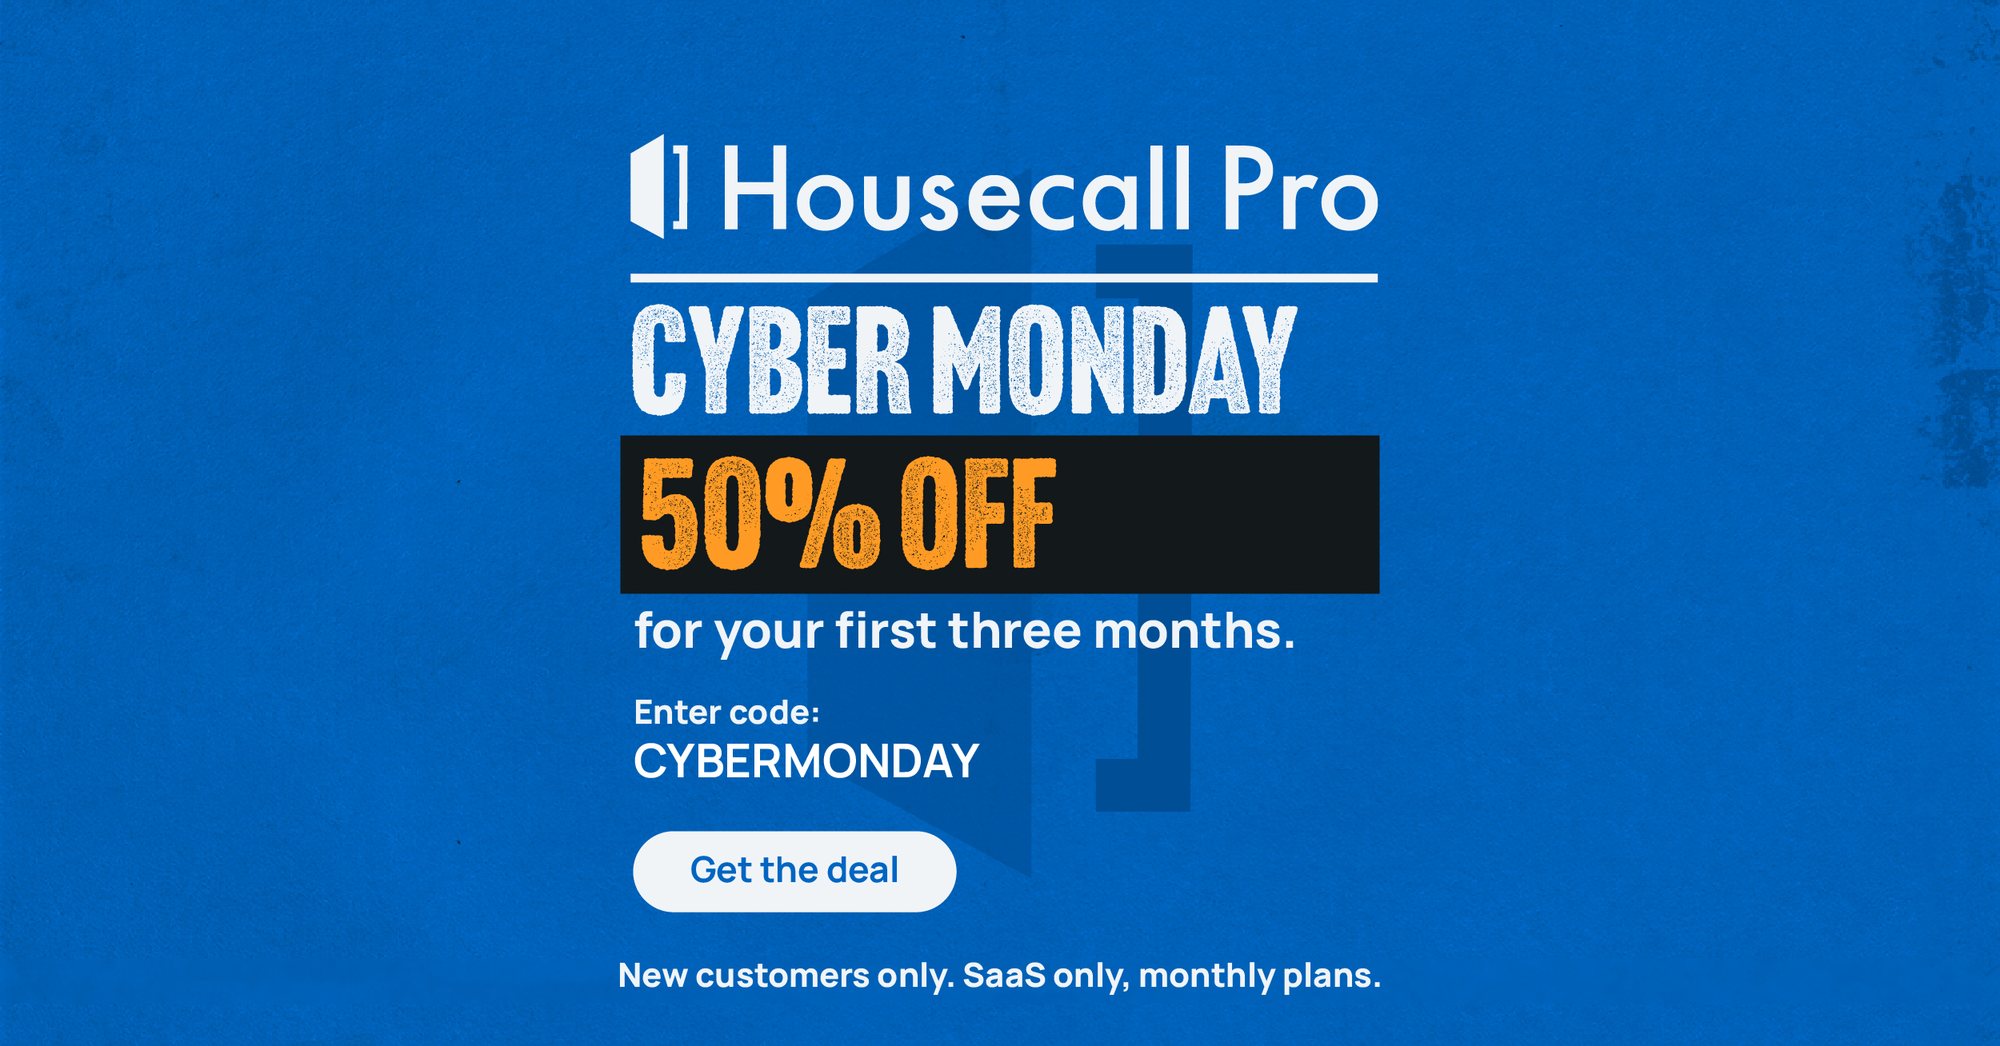 Housecall Pro
CYBER MONDAY
50% OFF
for your first three months.
Enter code:
CYBERMONDAY
Get the deal
New customers only. SaaS only, monthly plans.